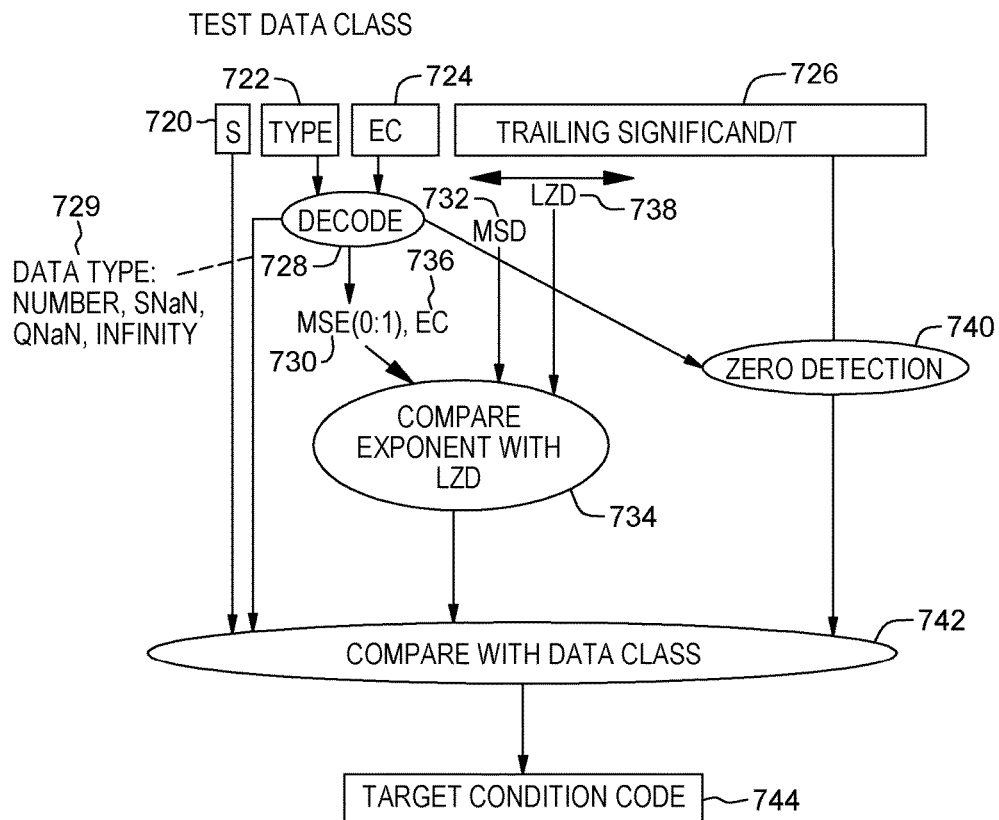 TEST DATA CLASS
722
724
726
720
S
TYPE
EC
TRAILING SIGNIFICAND/T
732
LZD
738
729
DECODE
MSD
728
736
DATA TYPE:
NUMBER, SNaN,
QNaN, INFINITY
MSE(0:1), EC
730
740
ZERO DETECTION
COMPARE
EXPONENT WITH
LZD
734
742
COMPARE WITH DATA CLASS
TARGET CONDITION CODE
744